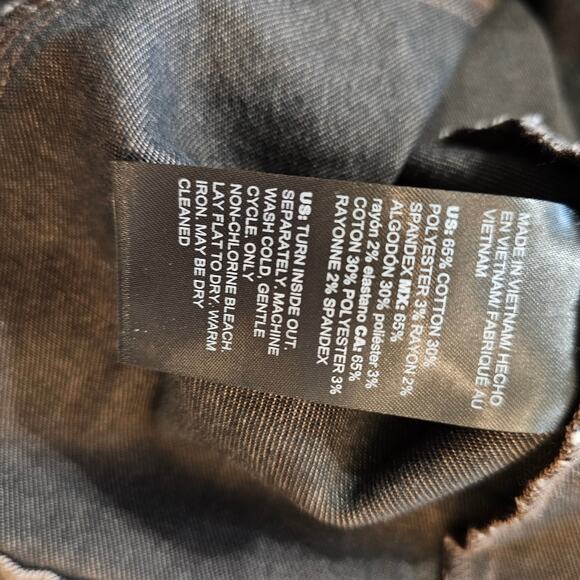 MADE IN VIETNAM/ HECHO
EN VIETNAM/ FABRIQUÉ AU
VIETNAM
US: 65% COTTON 30%
POLYESTER 3% RAYON 2%
SPANDEX MX: 65%
ALGODÓN 30% poliéster 3%
rayón 2% elastano CA: 65%
COTON 30% POLYESTER 3%
RAYONNE 2% SPANDEX
US: TURN INSIDE OUT.
SEPARATELY. MACHINE
WASH COLD, GENTLE
CYCLE. ONLY
NON-CHLORINE BLEACH.
LAY FLAT TO DRY, WARM
IRON. MAY BE DRY
CLEANED